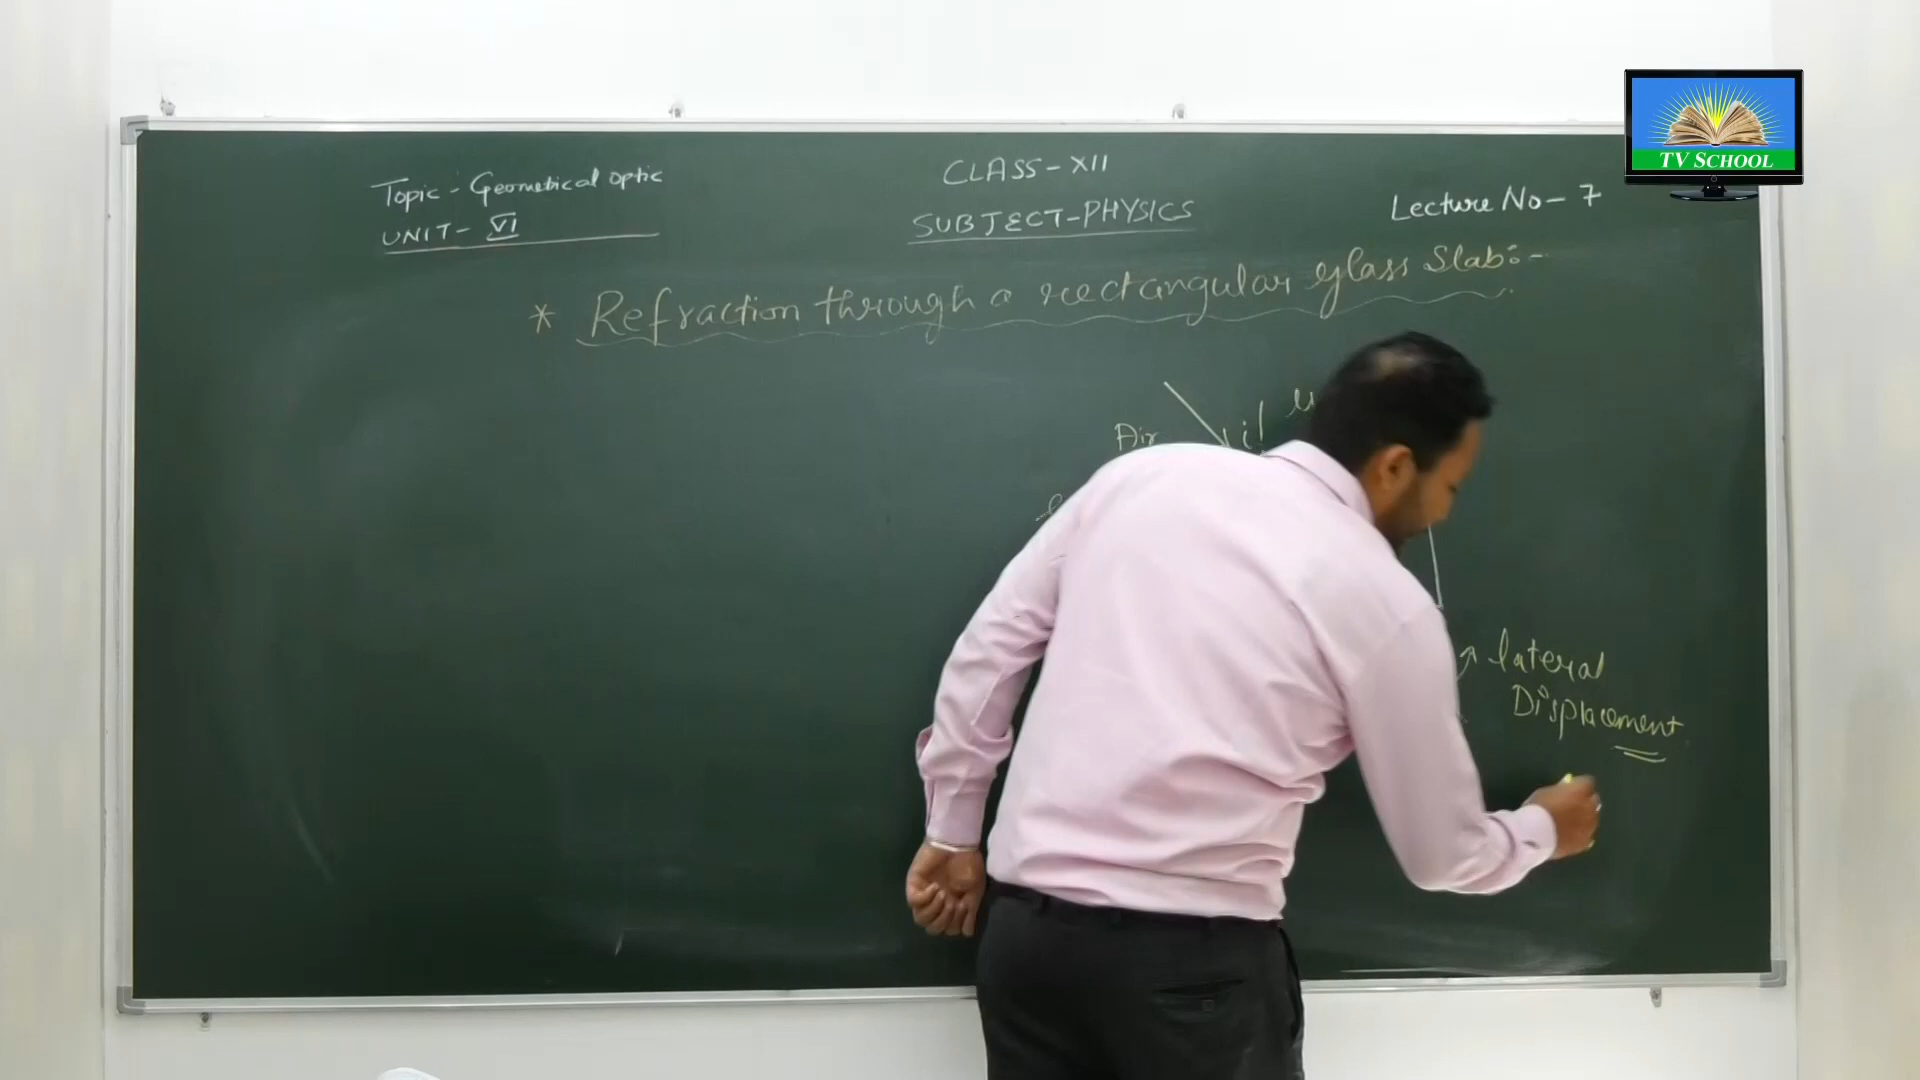 TV SCHOOL
Topic - Geometical optic
UNIT - VI
CLASS - XII
SUBJECT - PHYSICS
Lecture No - 7
* Refraction through a rectangular glass Slab :-
Air
i
lateral
Displacement